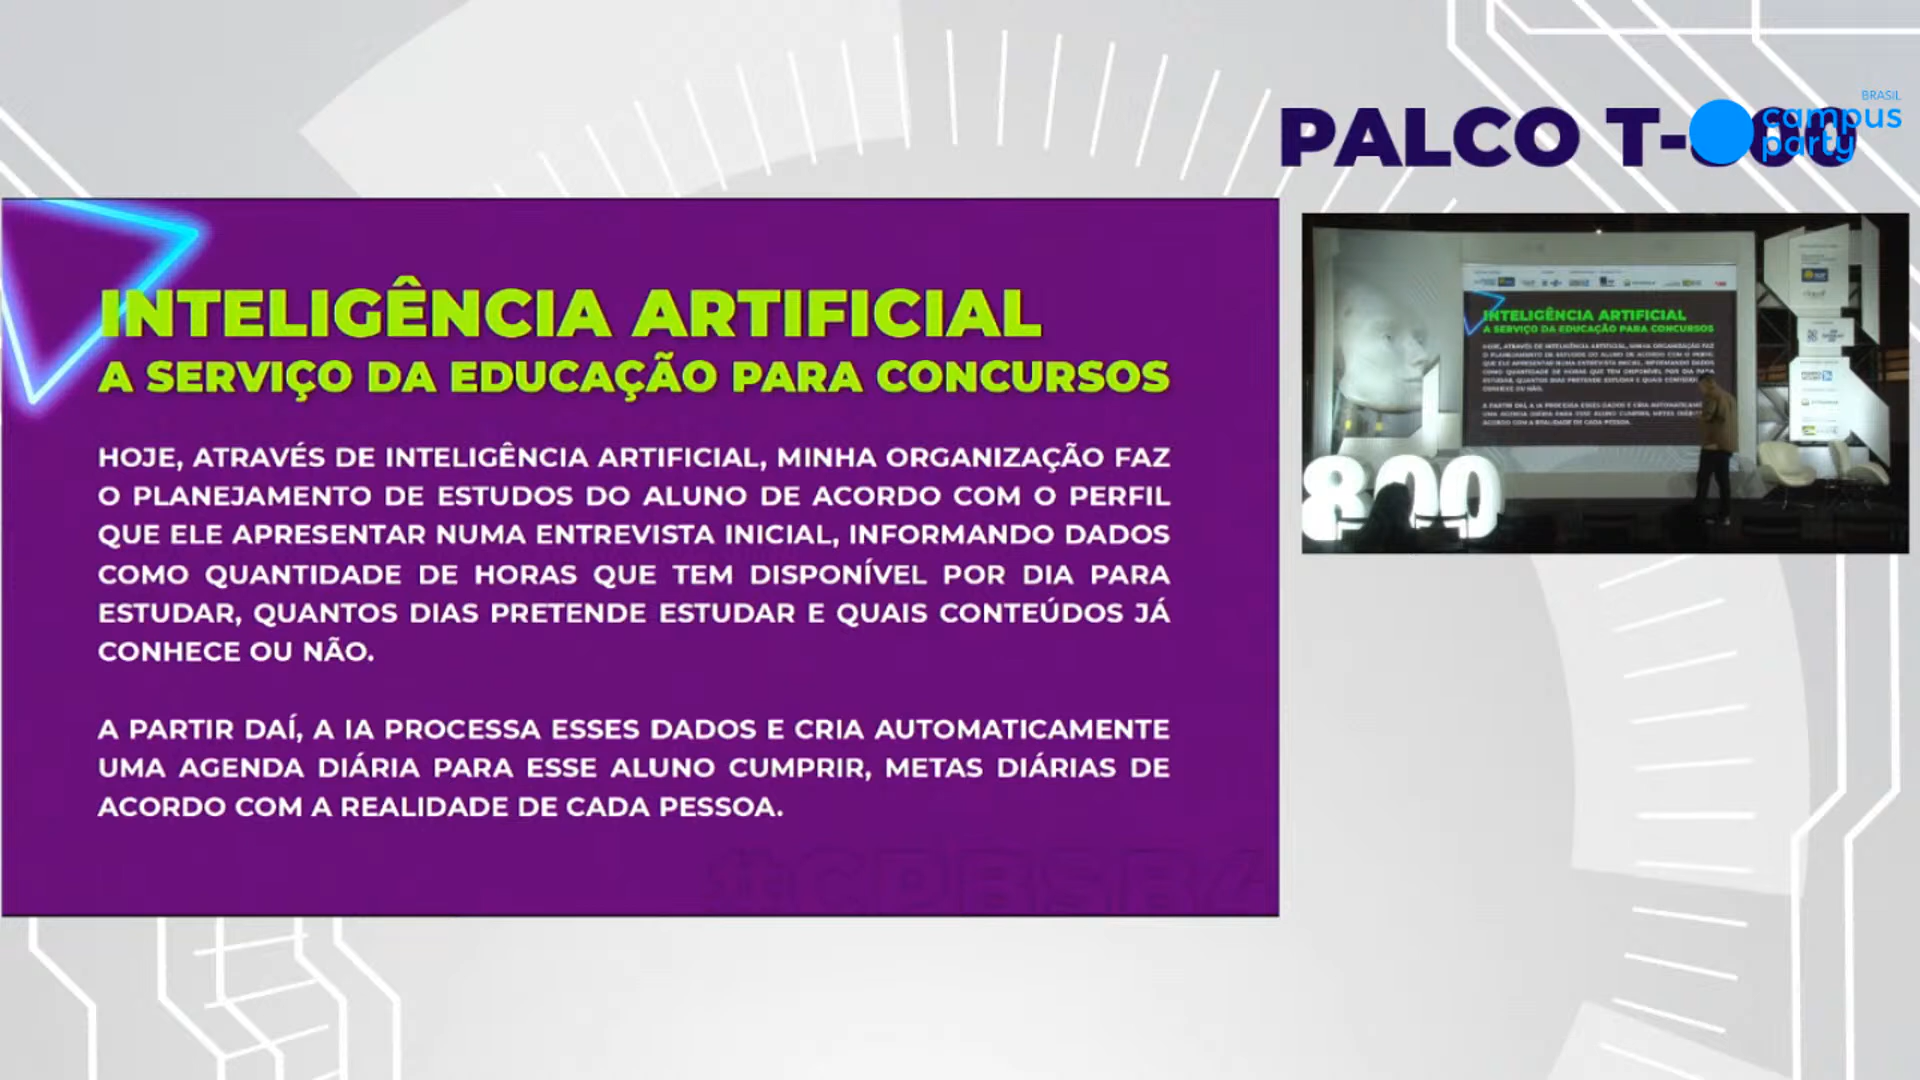 BRASIL
PALCO T-
campus
party
INTELIGÊNCIA ARTIFICIAL
A SERVIÇO DA EDUCAÇÃO PARA CONCURSOS
HOJE, ATRAVÉS DE INTELIGÊNCIA ARTIFICIAL, MINHA ORGANIZAÇÃO FAZ
O PLANEJAMENTO DE ESTUDOS DO ALUNO DE ACORDO COM O PERFIL
QUE ELE APRESENTAR NUMA ENTREVISTA INICIAL, INFORMANDO DADOS
COMO QUANTIDADE DE HORAS QUE TEM DISPONÍVEL POR DIA PARA
ESTUDAR, QUANTOS DIAS PRETENDE ESTUDAR E QUAIS CONTEÚDOS JÁ
CONHECE OU NÃO.
A PARTIR DAÍ, A IA PROCESSA ESSES DADOS E CRIA AUTOMATICAMENTE
UMA AGENDA DIÁRIA PARA ESSE ALUNO CUMPRIR, METAS DIÁRIAS DE
ACORDO COM A REALIDADE DE CADA PESSOA.
#CPBSB4
INTELIGÊNCIA ARTIFICIAL
A SERVIÇO DA EDUCAÇÃO PARA CONCURSOS
800